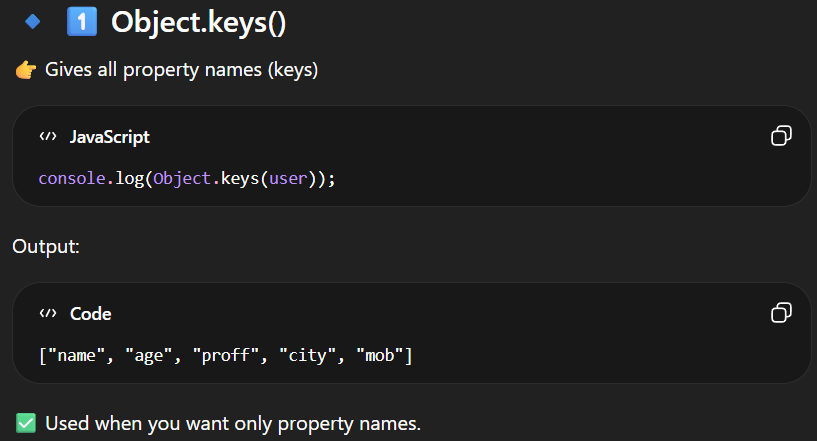 🔹 1️⃣ Object.keys()
👉 Gives all property names (keys)
</> JavaScript
console.log(Object.keys(user));
Output:
</> Code
["name", "age", "proff", "city", "mob"]
✅ Used when you want only property names.